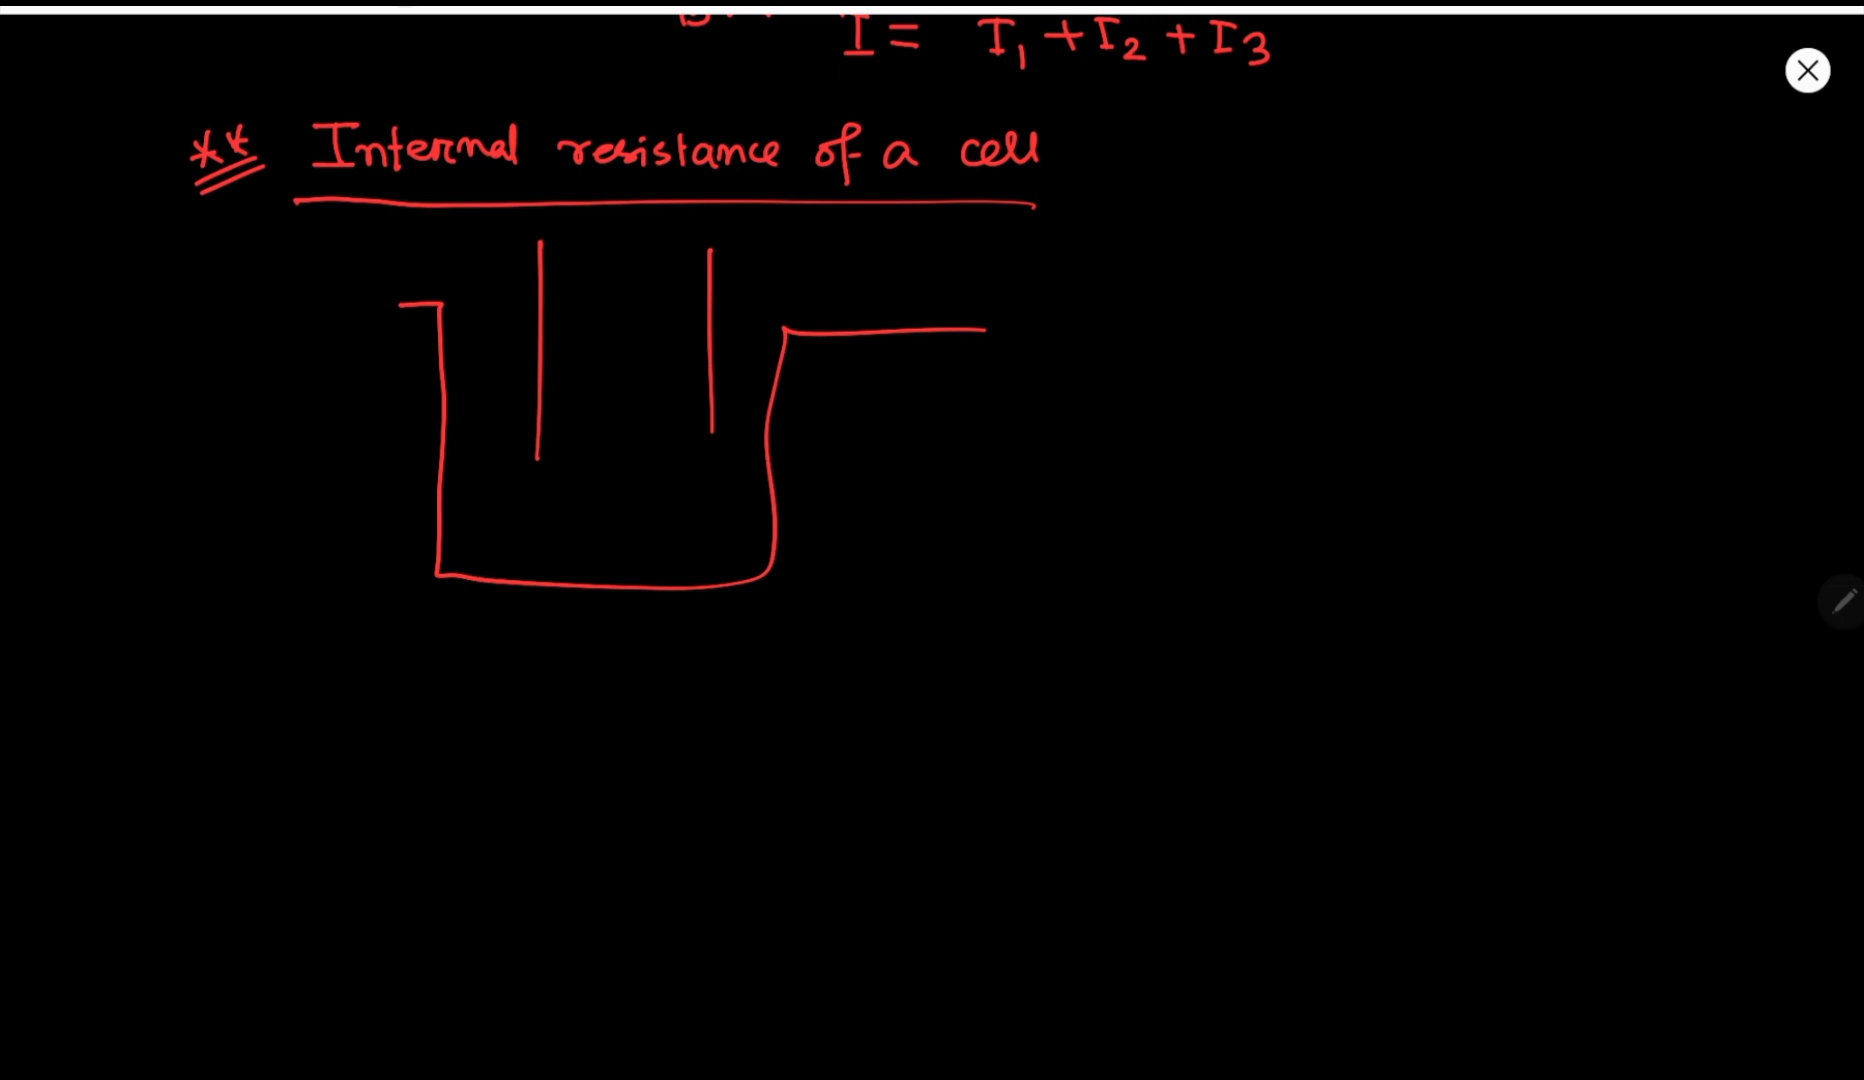 I = I₁ + I₂ + I₃
** Internal resistance of a cell